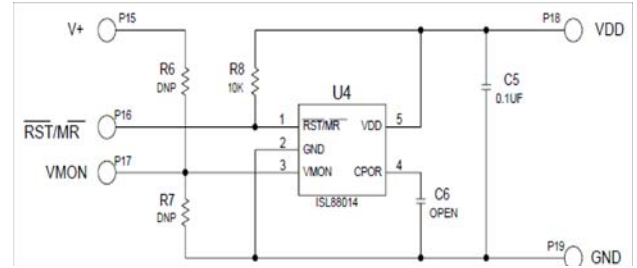 V+ P15 P18 VDD
R6 DNP R8 10K U4 C5 0.1UF
P16 RST/MR 1 RST/MR VDD 5
2 GND
VMON P17 3 VMON CPOR 4
R7 DNP ISL88014 C6 OPEN
P19 GND